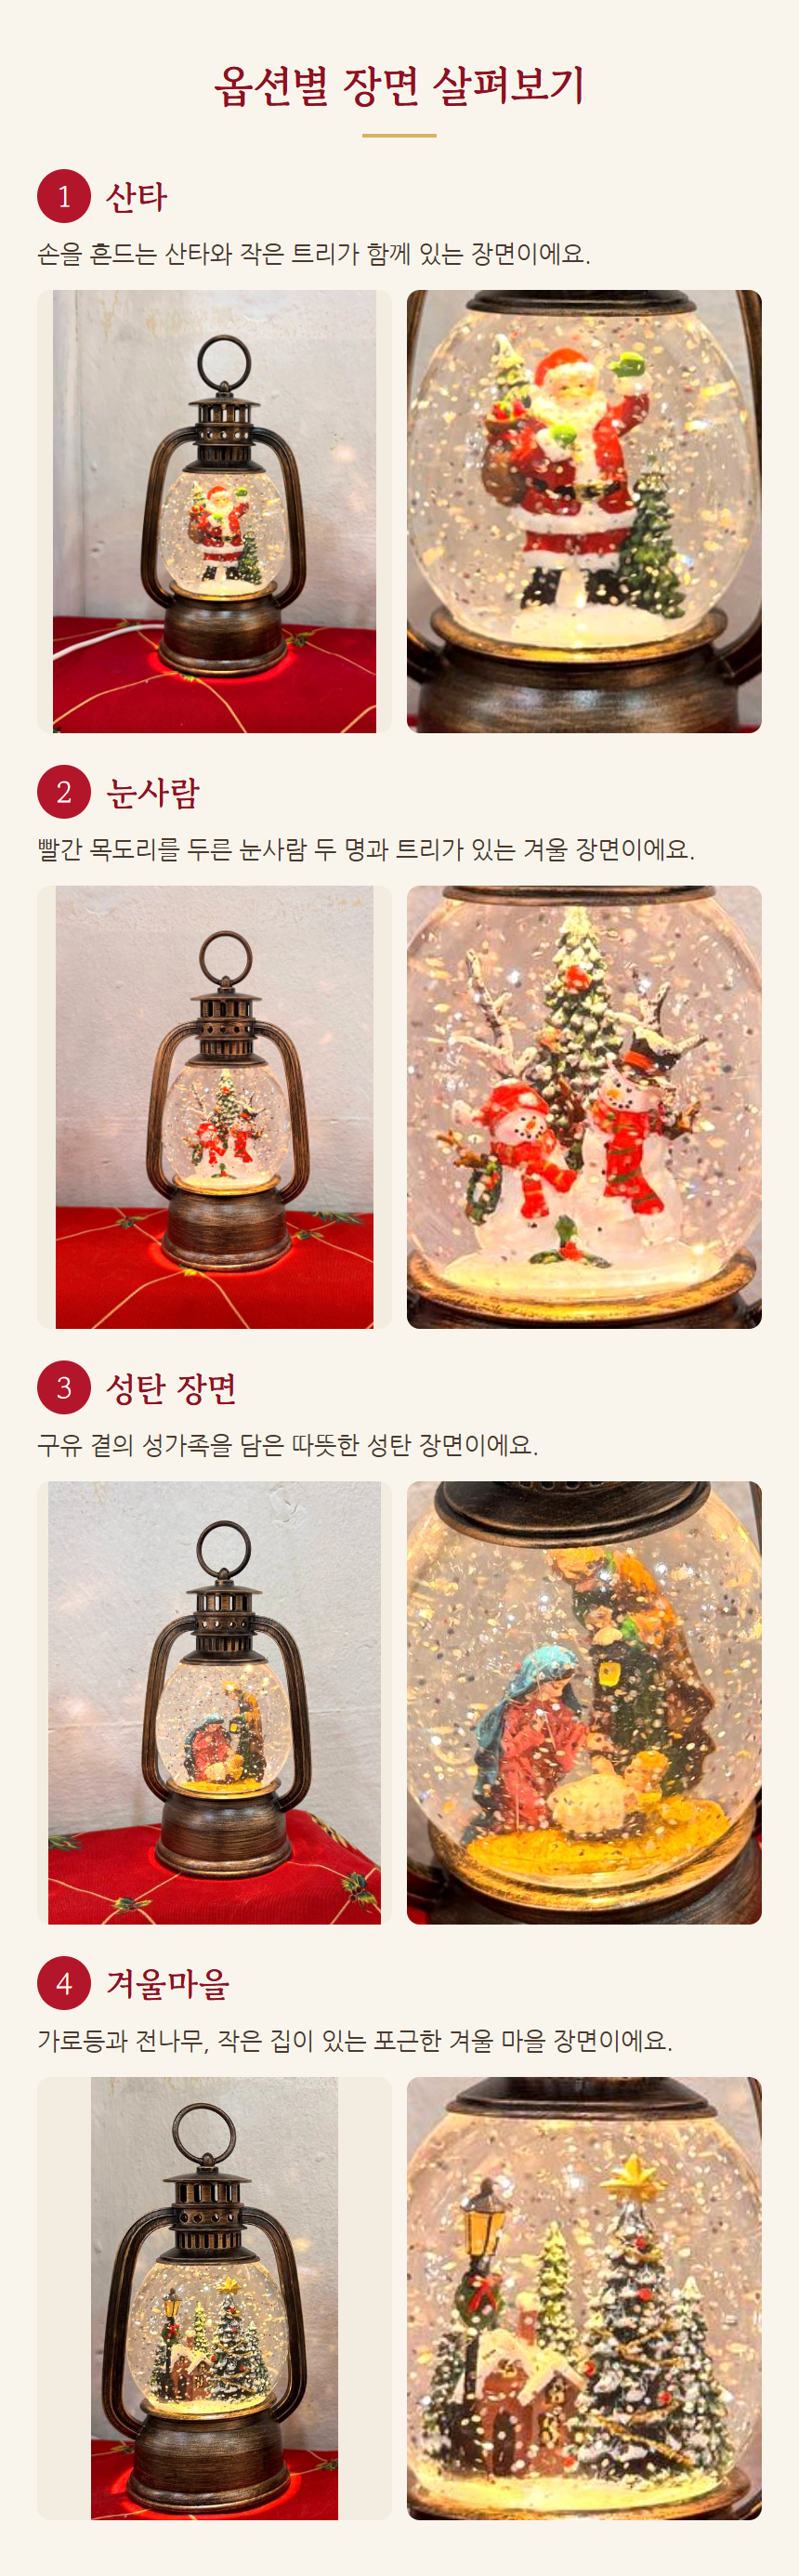 옵션별 장면 살펴보기
1 산타
손을 흔드는 산타와 작은 트리가 함께 있는 장면이에요.
2 눈사람
빨간 목도리를 두른 눈사람 두 명과 트리가 있는 겨울 장면이에요.
3 성탄 장면
구유 곁의 성가족을 담은 따뜻한 성탄 장면이에요.
4 겨울마을
가로등과 전나무, 작은 집이 있는 포근한 겨울 마을 장면이에요.